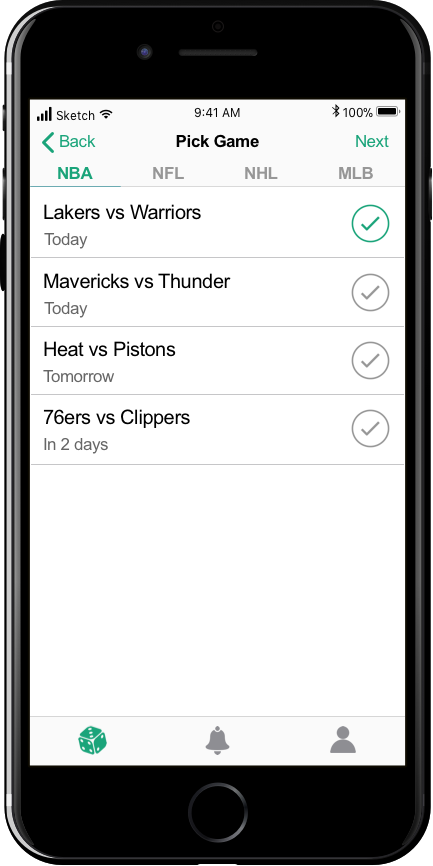 Sketch 9:41 AM 100%
Back Pick Game Next
NBA NFL NHL MLB
Lakers vs Warriors
Today
Mavericks vs Thunder
Today
Heat vs Pistons
Tomorrow
76ers vs Clippers
In 2 days